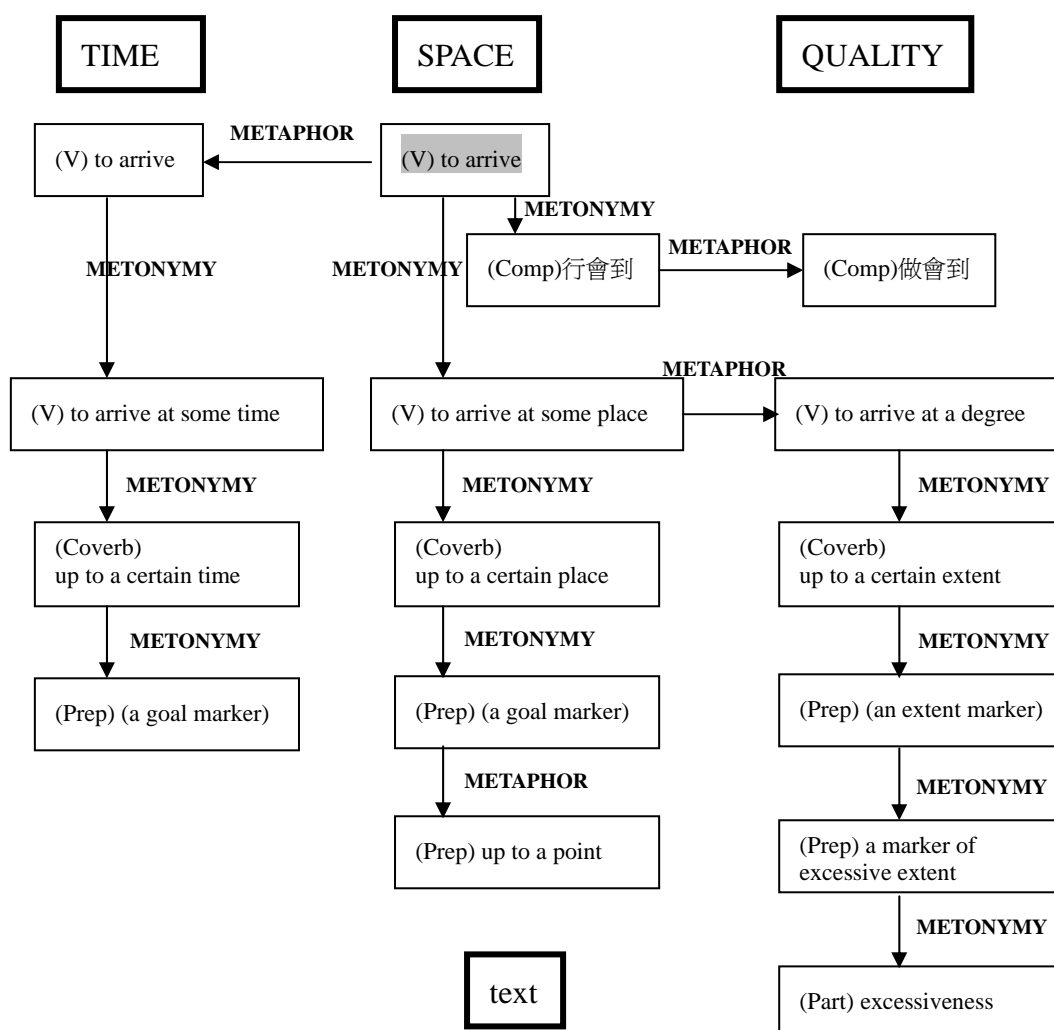 TIME
SPACE
QUALITY
METAPHOR
(V) to arrive
(V) to arrive
METONYMY
METAPHOR
METONYMY
METONYMY
(Comp)行會到
(Comp)做會到
METAPHOR
(V) to arrive at some time
(V) to arrive at some place
(V) to arrive at a degree
METONYMY
METONYMY
METONYMY
(Coverb)
up to a certain time
(Coverb)
up to a certain place
(Coverb)
up to a certain extent
METONYMY
METONYMY
METONYMY
(Prep) (a goal marker)
(Prep) (a goal marker)
(Prep) (an extent marker)
METAPHOR
METONYMY
(Prep) up to a point
(Prep) a marker of
excessive extent
METONYMY
text
(Part) excessiveness